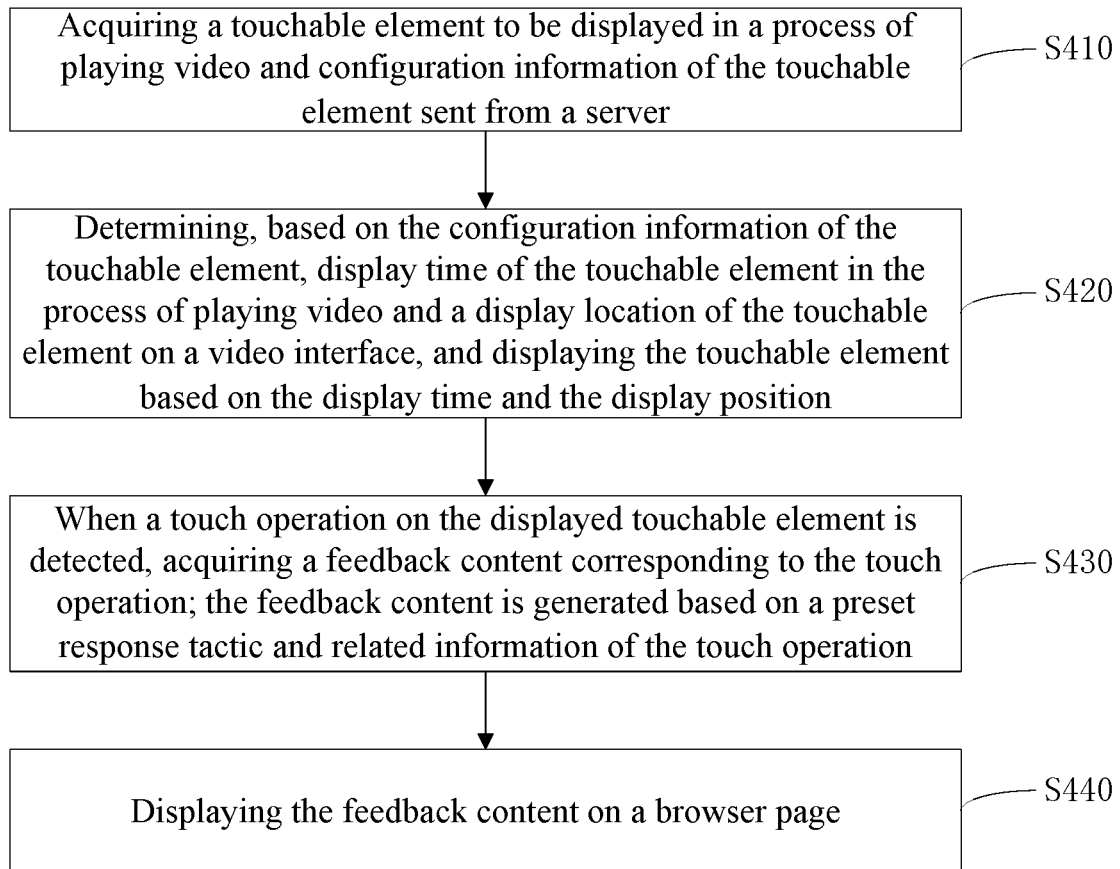 Acquiring a touchable element to be displayed in a process of
playing video and configuration information of the touchable
element sent from a server
S410
Determining, based on the configuration information of the
touchable element, display time of the touchable element in the
process of playing video and a display location of the touchable
element on a video interface, and displaying the touchable element
based on the display time and the display position
S420
When a touch operation on the displayed touchable element is
detected, acquiring a feedback content corresponding to the touch
operation; the feedback content is generated based on a preset
response tactic and related information of the touch operation
S430
Displaying the feedback content on a browser page
S440